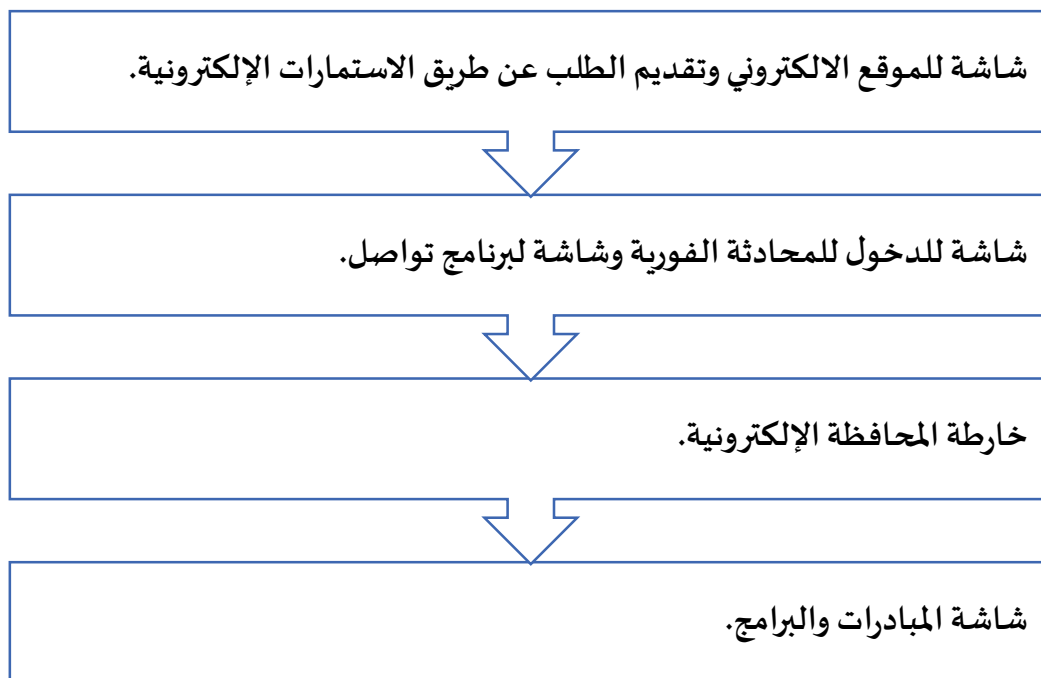 شاشة للموقع الالكتروني وتقديم الطلب عن طريق الاستمارات الإلكترونية.
شاشة للدخول للمحادثة الفورية وشاشة لبرنامج تواصل.
خارطة المحافظة الإلكترونية.
شاشة المبادرات والبرامج.